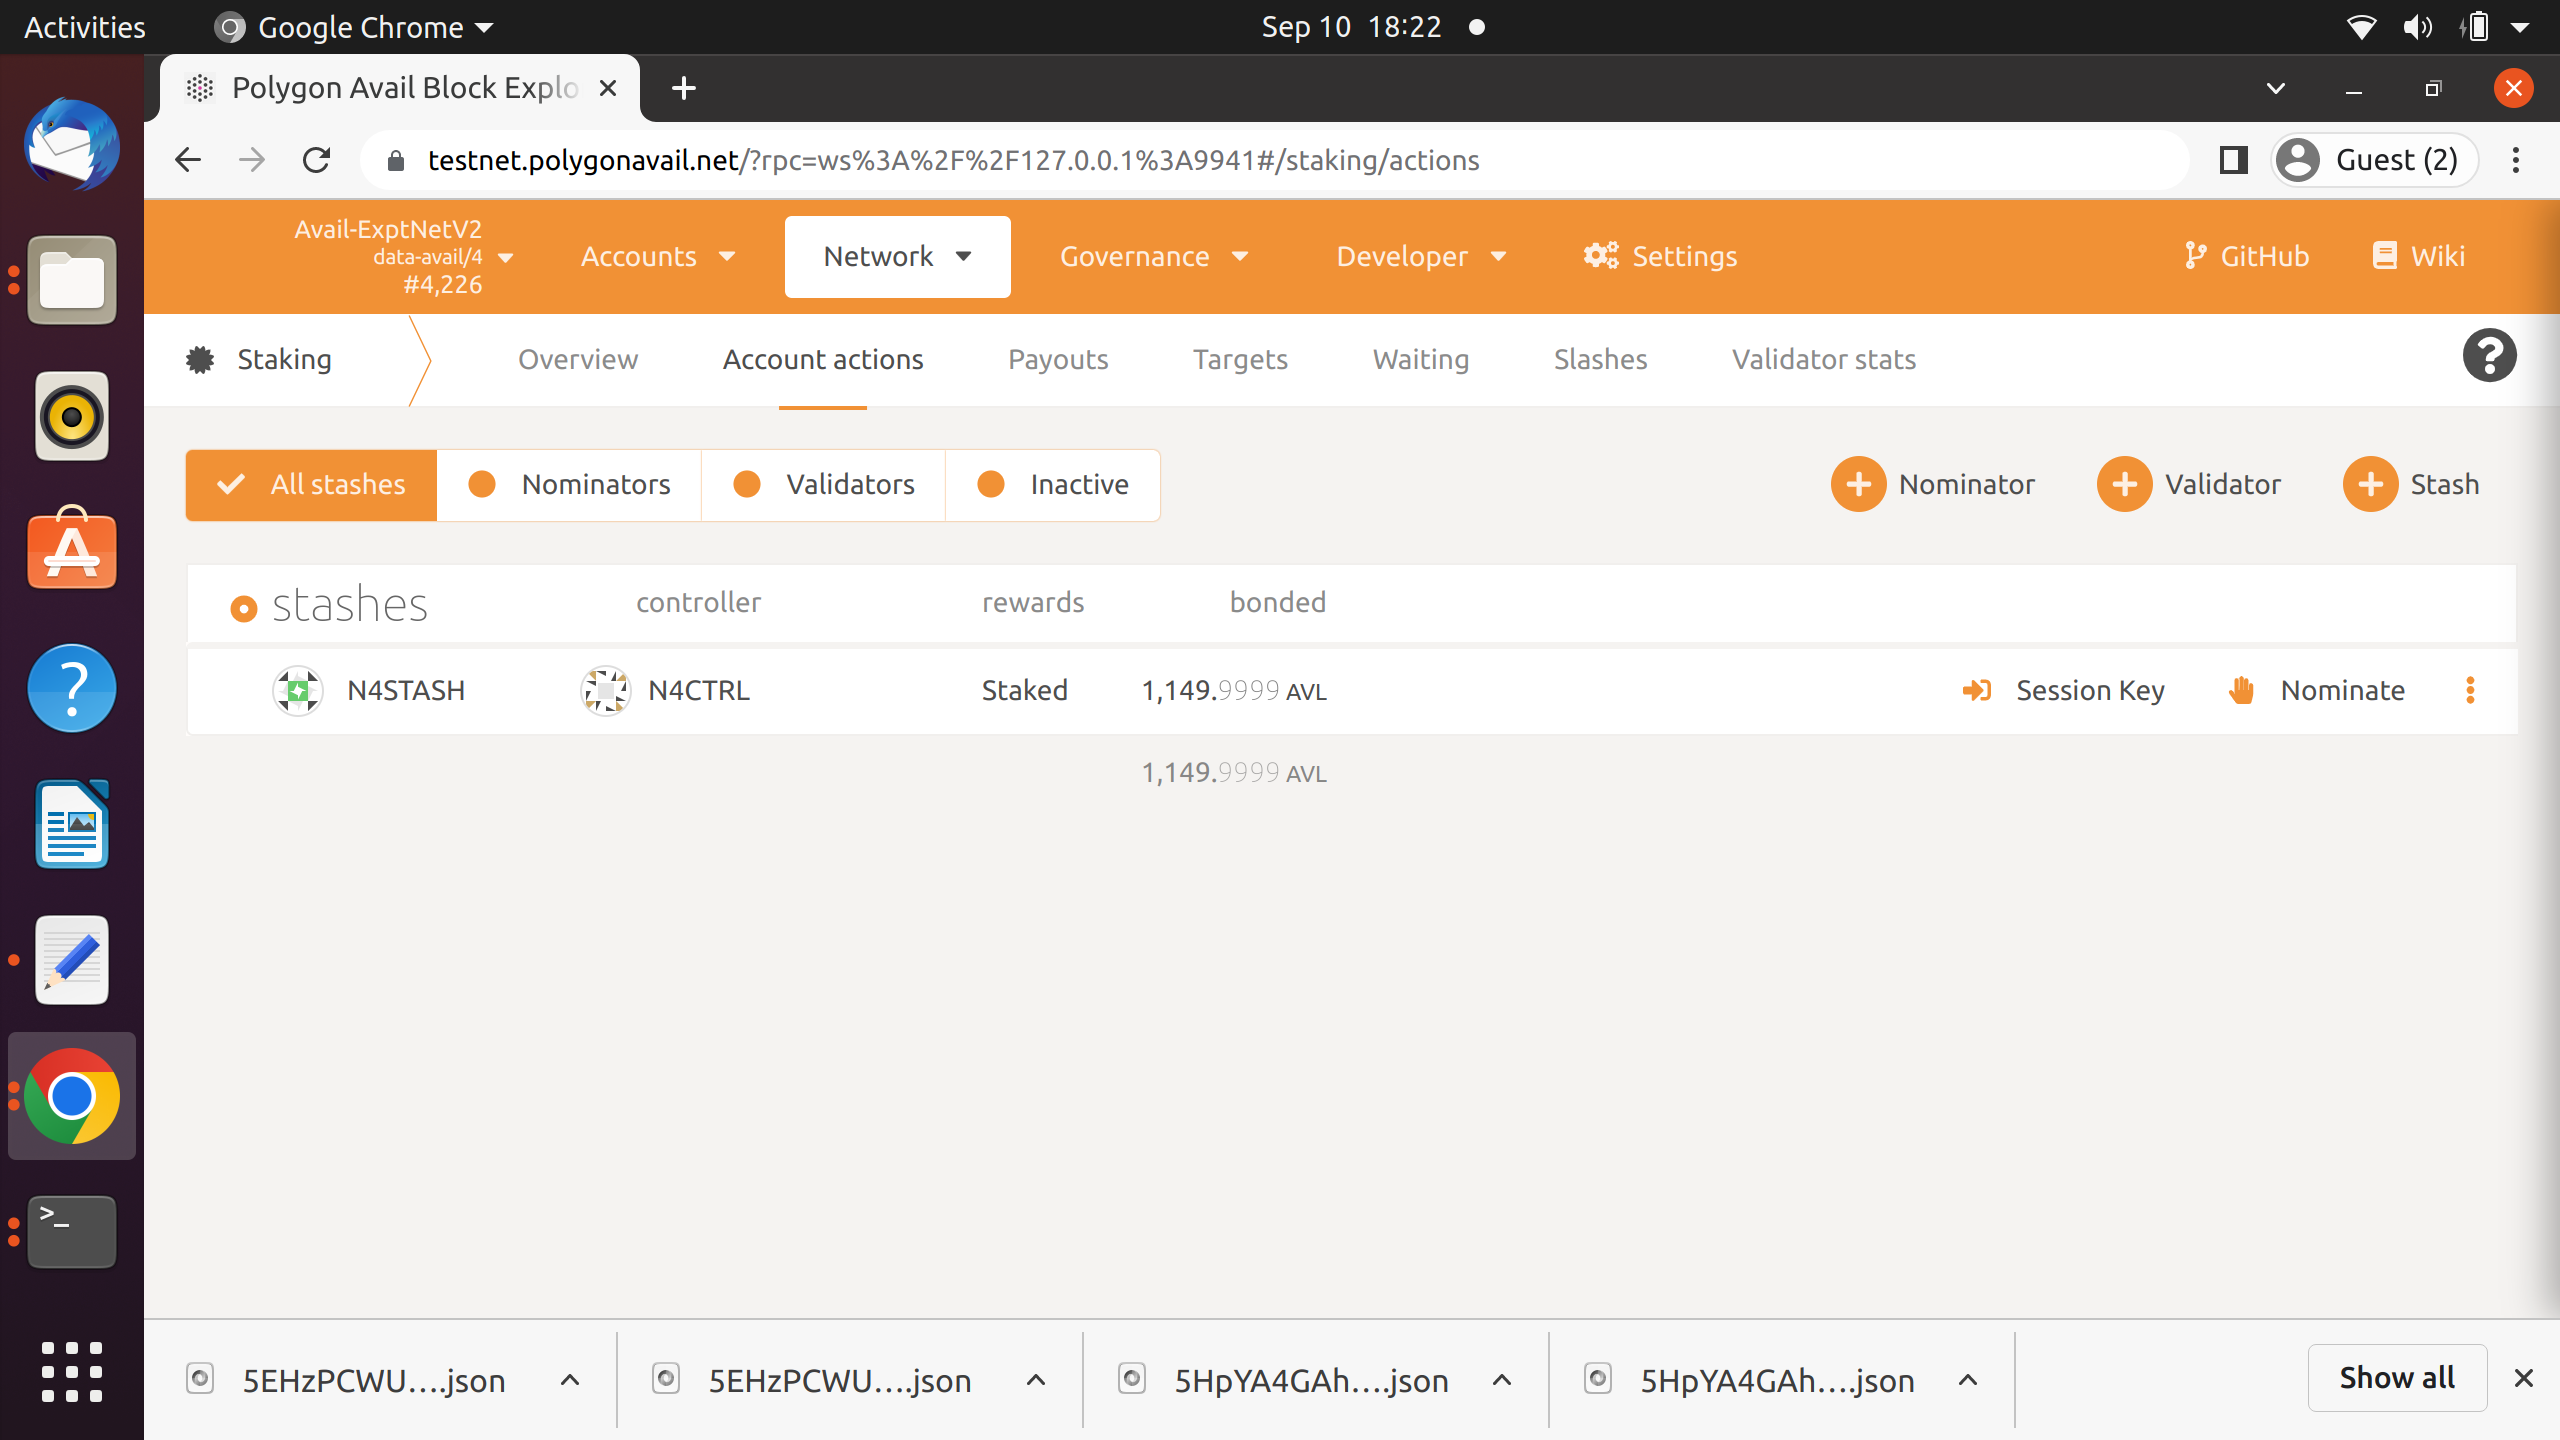 Activities
Google Chrome
Sep 10 18:22
Polygon Avail Block Explo
testnet.polygonavail.net/?rpc=ws%3A%2F%2F127.0.0.1%3A9941#/staking/actions
Guest (2)
Avail-ExptNetV2
data-avail/4
#4,226
Accounts
Network
Governance
Developer
Settings
GitHub
Wiki
Staking
Overview
Account actions
Payouts
Targets
Waiting
Slashes
Validator stats
All stashes
Nominators
Validators
Inactive
Nominator
Validator
Stash
stashes
controller
rewards
bonded
N4STASH
N4CTRL
Staked
1,149.9999 AVL
Session Key
Nominate
1,149.9999 AVL
5EHzPCWU….json
5EHzPCWU….json
5HpYA4GAh….json
5HpYA4GAh….json
Show all